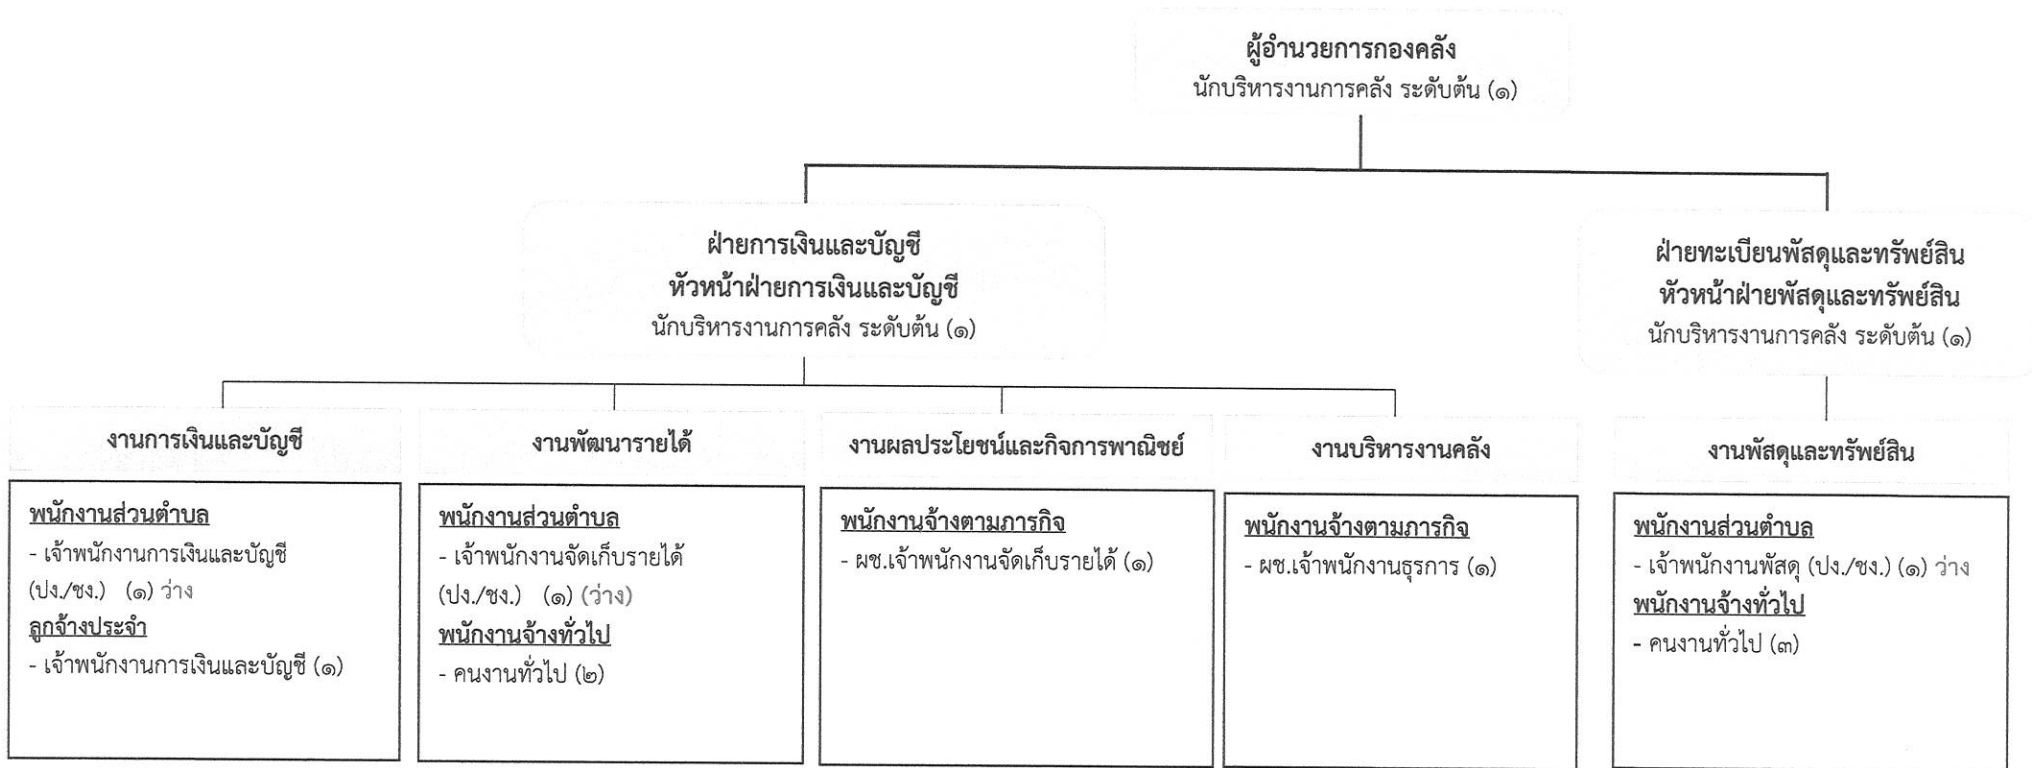 ผู้อำนวยการกองคลัง
นักบริหารงานการคลัง ระดับต้น (๑)
ฝ่ายการเงินและบัญชี
หัวหน้าฝ่ายการเงินและบัญชี
นักบริหารงานการคลัง ระดับต้น (๑)
ฝ่ายทะเบียนพัสดุและทรัพย์สิน
หัวหน้าฝ่ายพัสดุและทรัพย์สิน
นักบริหารงานการคลัง ระดับต้น (๑)
งานการเงินและบัญชี
พนักงานส่วนตำบล
- เจ้าพนักงานการเงินและบัญชี
(ปง./ชง.) (๑) ว่าง
ลูกจ้างประจำ
- เจ้าพนักงานการเงินและบัญชี (๑)
งานพัฒนารายได้
พนักงานส่วนตำบล
- เจ้าพนักงานจัดเก็บรายได้
(ปง./ชง.) (๑) (ว่าง)
พนักงานจ้างทั่วไป
- คนงานทั่วไป (๒)
งานผลประโยชน์และกิจการพาณิชย์
พนักงานจ้างตามภารกิจ
- ผช.เจ้าพนักงานจัดเก็บรายได้ (๑)
งานบริหารงานคลัง
พนักงานจ้างตามภารกิจ
- ผช.เจ้าพนักงานธุรการ (๑)
งานพัสดุและทรัพย์สิน
พนักงานส่วนตำบล
- เจ้าพนักงานพัสดุ (ปง./ชง.) (๑) ว่าง
พนักงานจ้างทั่วไป
- คนงานทั่วไป (๓)